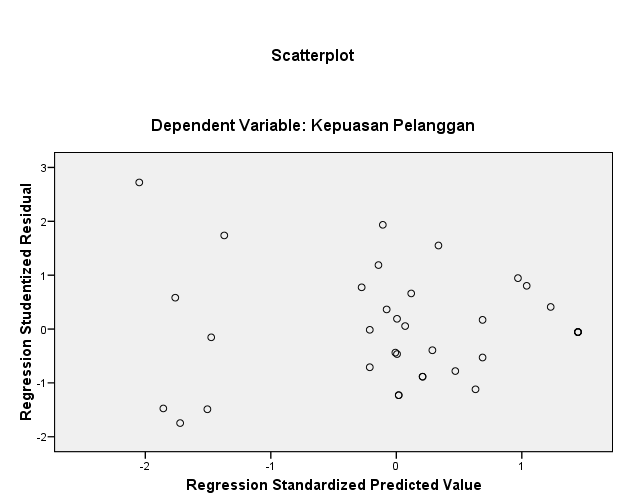 Scatterplot
Dependent Variable: Kepuasan Pelanggan
Regression Studentized Residual
3
2
1
0
-1
-2
-2 -1 0 1
Regression Standardized Predicted Value